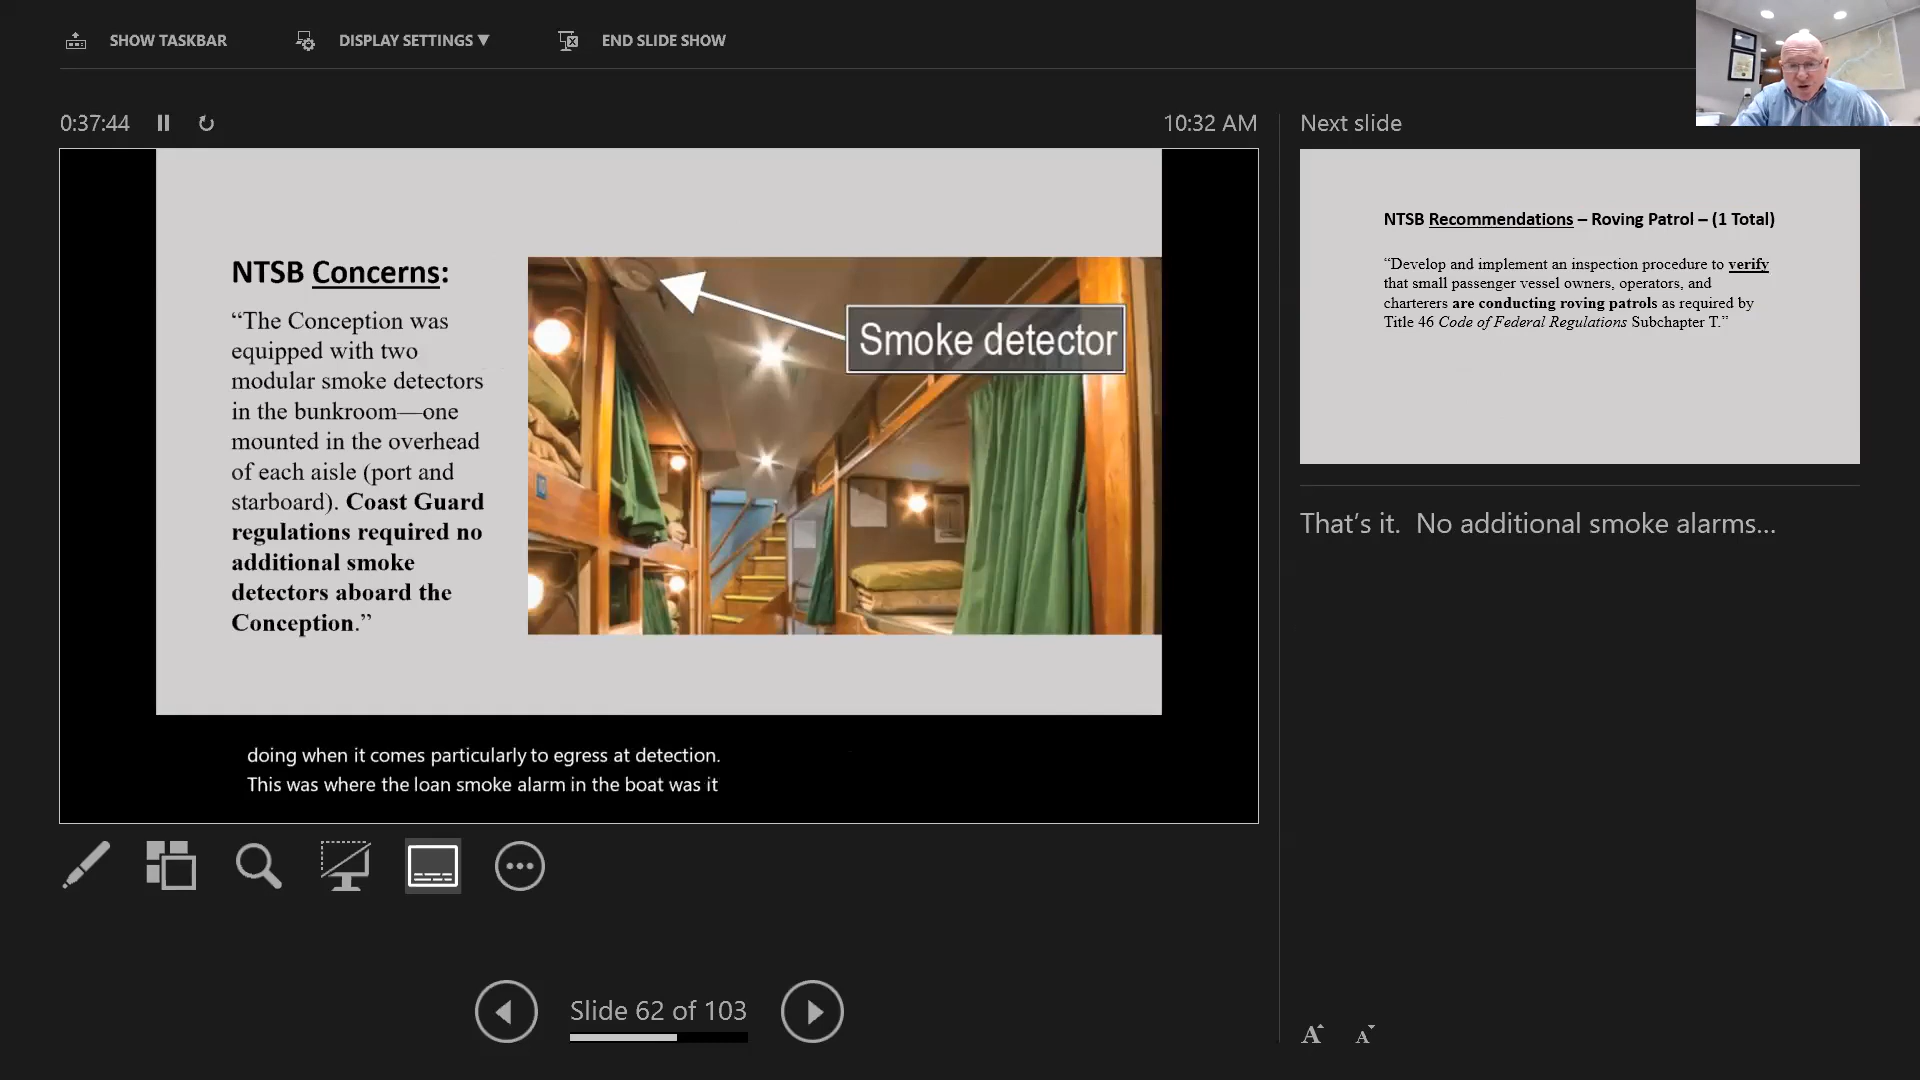 SHOW TASKBAR
DISPLAY SETTINGS ▼
END SLIDE SHOW
0:37:44
10:32 AM
NTSB Concerns:
“The Conception was
equipped with two
modular smoke detectors
in the bunkroom—one
mounted in the overhead
of each aisle (port and
starboard). Coast Guard
regulations required no
additional smoke
detectors aboard the
Conception.”
Smoke detector
doing when it comes particularly to egress at detection.
This was where the loan smoke alarm in the boat was it
Slide 62 of 103
Next slide
NTSB Recommendations – Roving Patrol – (1 Total)
“Develop and implement an inspection procedure to verify
that small passenger vessel owners, operators, and
charterers are conducting roving patrols as required by
Title 46 Code of Federal Regulations Subchapter T.”
That’s it.  No additional smoke alarms...
A A